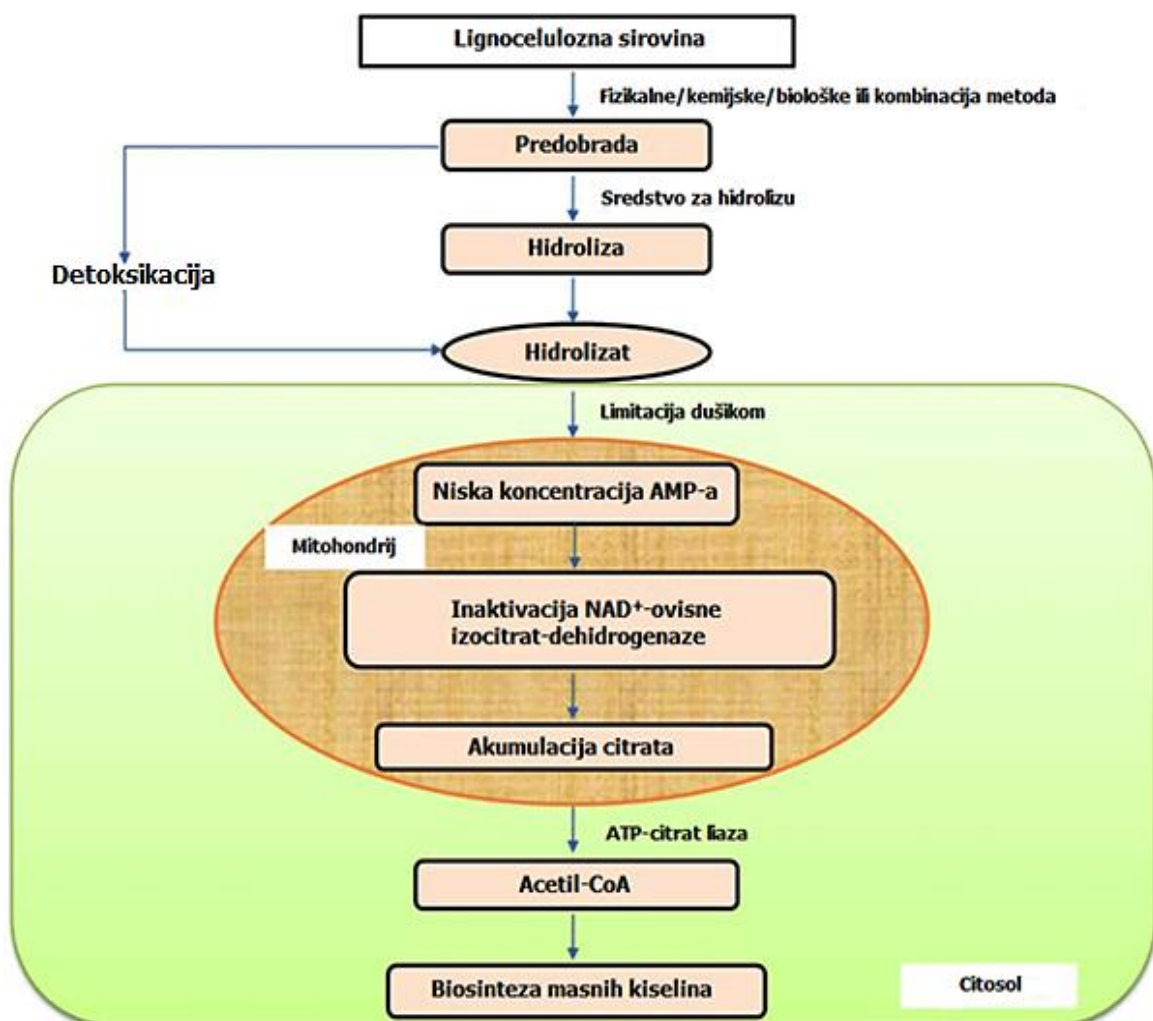 Lignocelulozna sirovina
Fizikalne/kemijske/biološke ili kombinacija metoda
Predobrada
Sredstvo za hidrolizu
Hidroliza
Detoksikacija
Hidrolizat
Limitacija dušikom
Niska koncentracija AMP-a
Mitohondrij
Inaktivacija NAD⁺-ovisne
izocitrat-dehidrogenaze
Akumulacija citrata
ATP-citrat liaza
Acetil-CoA
Biosinteza masnih kiselina
Citosol